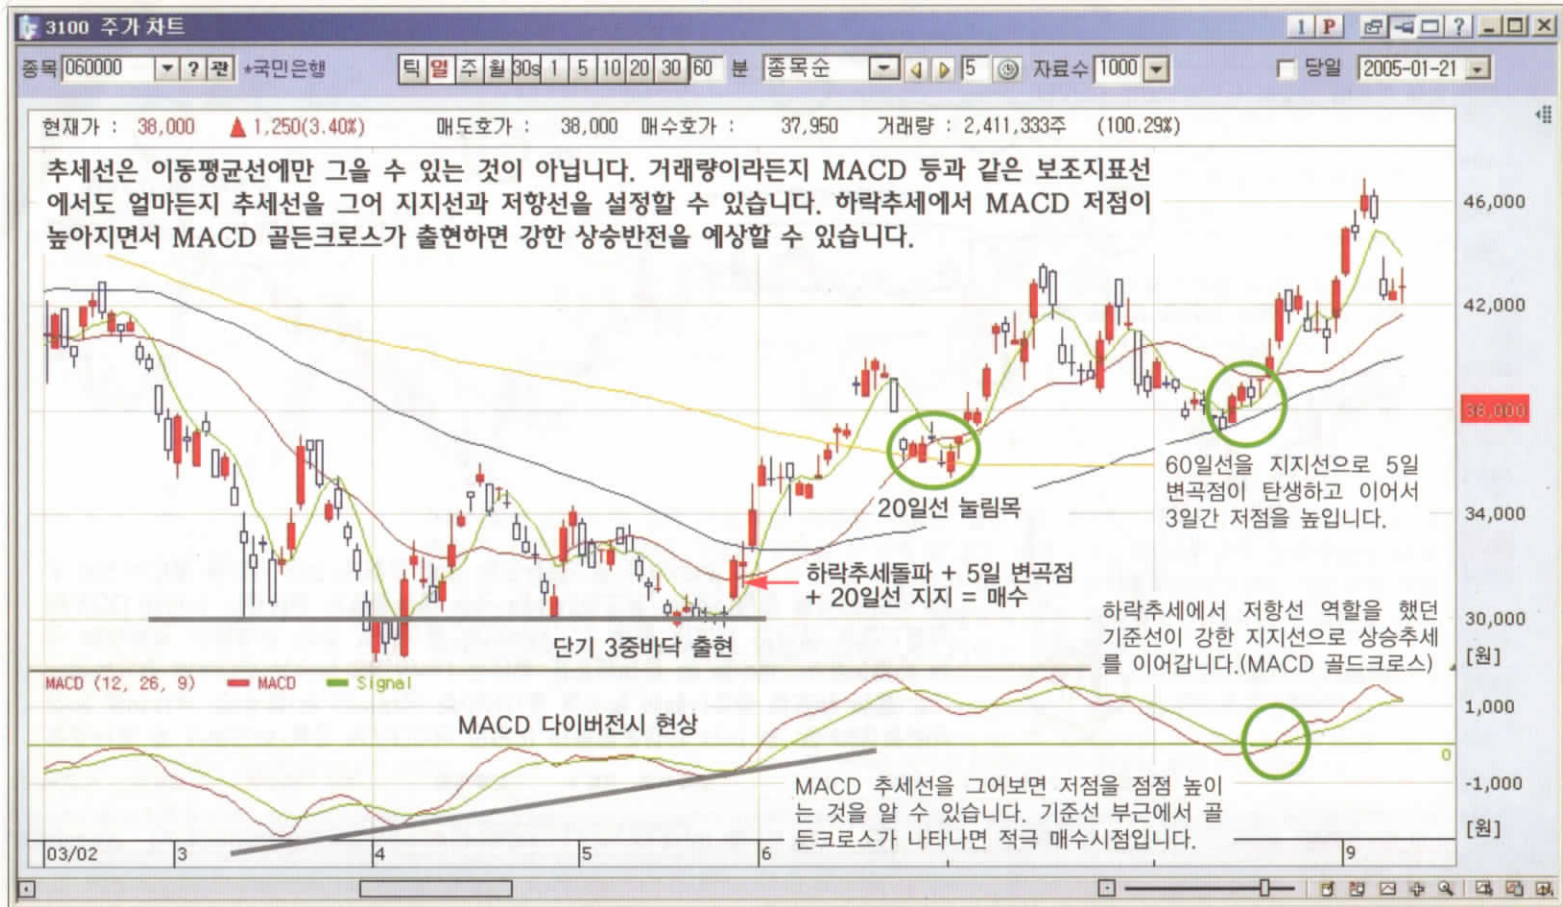 3100 주가차트
1 P ?
종목 060000 ? 관 *국민은행 틱 일 주 월 30s 1 5 10 20 30 60 분 종목순 5 자료수 1000 당일 2005-01-21
현재가 : 38,000 ▲ 1,250(3.40%) 매도호가 : 38,000 매수호가 : 37,950 거래량 : 2,411,333주 (100.29%)
추세선은 이동평균선에만 그을 수 있는 것이 아닙니다. 거래량이라든지 MACD 등과 같은 보조지표선
에서도 얼마든지 추세선을 그어 지지선과 저항선을 설정할 수 있습니다. 하락추세에서 MACD 저점이
높아지면서 MACD 골든크로스가 출현하면 강한 상승반전을 예상할 수 있습니다.
46,000
42,000
38,000
34,000
30,000
[원]
60일선을 지지선으로 5일
변곡점이 탄생하고 이어서
3일간 저점을 높입니다.
20일선 눌림목
하락추세돌파 + 5일 변곡점
+ 20일선 지지 = 매수
단기 3중바닥 출현
하락추세에서 저항선 역할을 했던
기준선이 강한 지지선으로 상승추세
를 이어갑니다.(MACD 골드크로스)
MACD (12, 26, 9) MACD Signal
MACD 다이버전시 현상
1,000
0
-1,000
[원]
MACD 추세선을 그어보면 저점을 점점 높이
는 것을 알 수 있습니다. 기준선 부근에서 골
든크로스가 나타나면 적극 매수시점입니다.
03/02 3 4 5 6 9